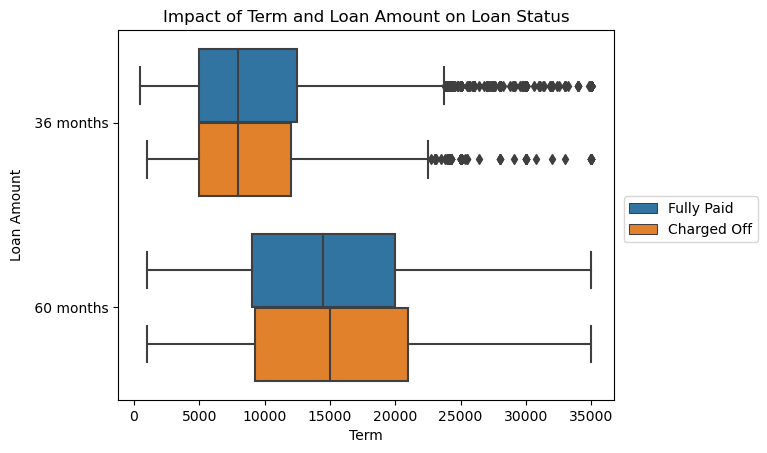 Impact of Term and Loan Amount on Loan Status
Loan Amount
36 months
60 months
Fully Paid
Charged Off
0 5000 10000 15000 20000 25000 30000 35000
Term